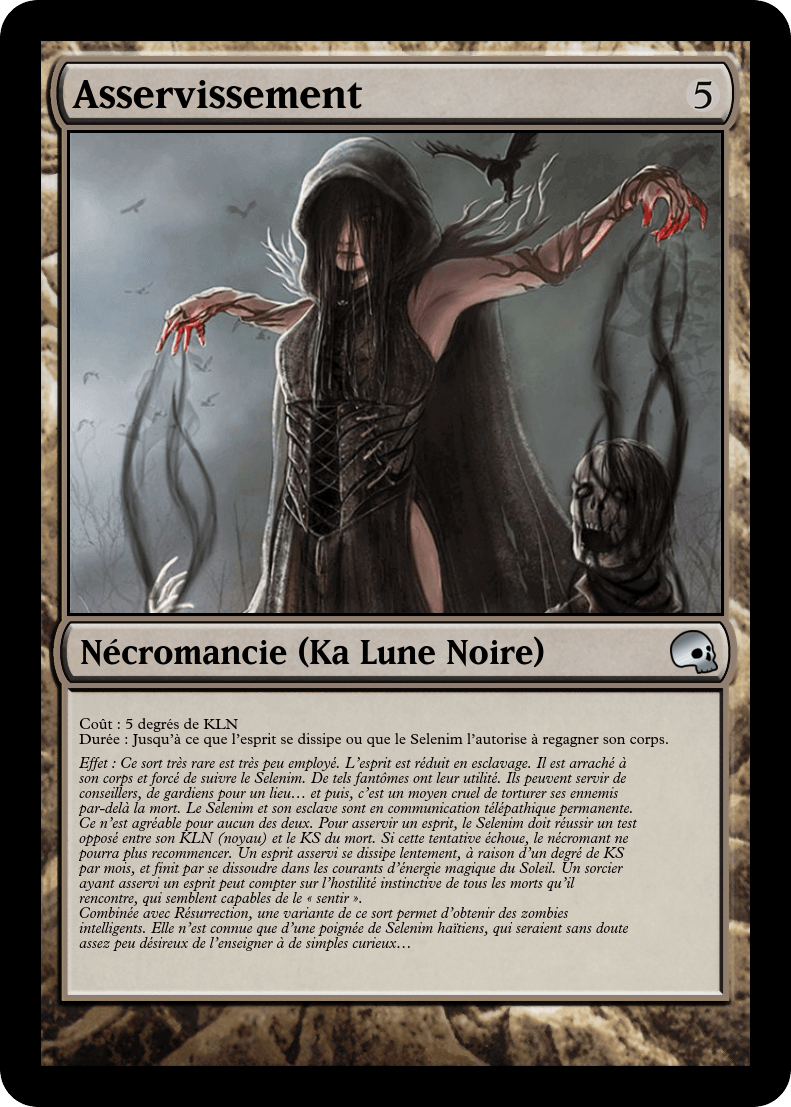 Asservissement
5
Nécromancie (Ka Lune Noire)
Coût : 5 degrés de KLN
Durée : Jusqu'à ce que l'esprit se dissipe ou que le Selenim l'autorise à regagner son corps.
Effet : Ce sort très rare est très peu employé. L'esprit est réduit en esclavage. Il est arraché à
son corps et forcé de suivre le Selenim. De tels fantômes ont leur utilité. Ils peuvent servir de
conseillers, de gardiens pour un lieu… et puis, c'est un moyen cruel de torturer ses ennemis
par-delà la mort. Le Selenim et son esclave sont en communication télépathique permanente.
Ce n'est agréable pour aucun des deux. Pour asservir un esprit, le Selenim doit réussir un test
opposé entre son KLN (noyau) et le KS du mort. Si cette tentative échoue, le nécromant ne
pourra plus recommencer. Un esprit asservi se dissipe lentement, à raison d'un degré de KS
par mois, et finit par se dissoudre dans les courants d'énergie magique du Soleil. Un sorcier
ayant asservi un esprit peut compter sur l'hostilité instinctive de tous les morts qu'il
rencontre, qui semblent capables de le « sentir ».
Combinée avec Résurrection, une variante de ce sort permet d'obtenir des zombies
intelligents. Elle n'est connue que d'une poignée de Selenim haïtiens, qui seraient sans doute
assez peu désireux de l'enseigner à de simples curieux…